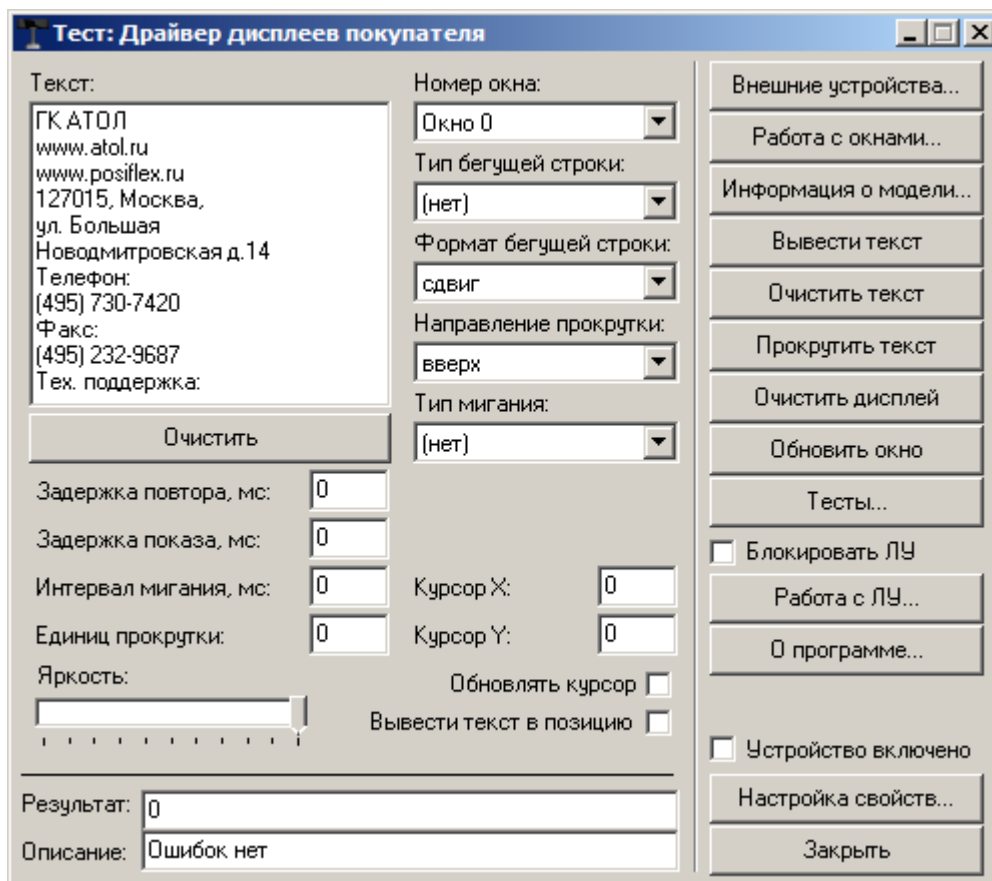 Тест: Драйвер дисплеев покупателя
Текст:
ГК АТОЛ
www.atol.ru
www.posiflex.ru
127015, Москва,
ул. Большая
Новодмитровская д.14
Телефон:
(495) 730-7420
Факс:
(495) 232-9687
Тех. поддержка:
Очистить
Номер окна:
Окно 0
Тип бегущей строки:
(нет)
Формат бегущей строки:
сдвиг
Направление прокрутки:
вверх
Тип мигания:
(нет)
Задержка повтора, мс: 0
Задержка показа, мс: 0
Интервал мигания, мс: 0
Единиц прокрутки: 0
Курсор X: 0
Курсор Y: 0
Яркость:
Обновлять курсор
Вывести текст в позицию
Результат: 0
Описание: Ошибок нет
Внешние устройства...
Работа с окнами...
Информация о модели...
Вывести текст
Очистить текст
Прокрутить текст
Очистить дисплей
Обновить окно
Тесты...
Блокировать ЛУ
Работа с ЛУ...
О программе...
Устройство включено
Настройка свойств...
Закрыть